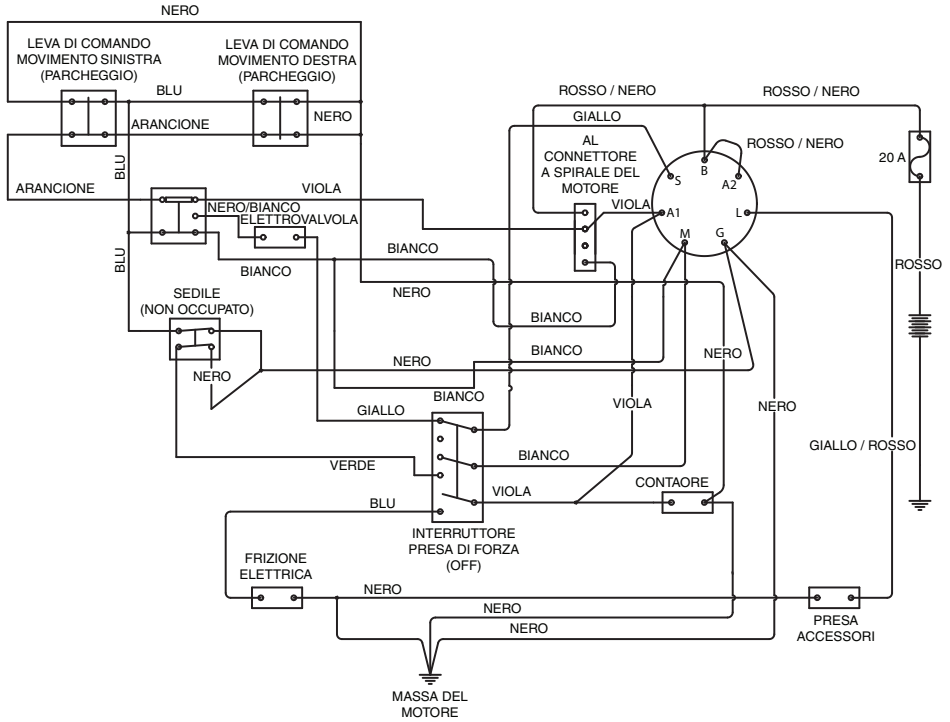 NERO
LEVA DI COMANDO
MOVIMENTO SINISTRA
(PARCHEGGIO)
LEVA DI COMANDO
MOVIMENTO DESTRA
(PARCHEGGIO)
BLU
NERO
ARANCIONE
BLU
ROSSO / NERO
ROSSO / NERO
GIALLO
AL
CONNETTORE
A SPIRALE DEL
MOTORE
ROSSO / NERO
20 A
B
S
A2
A1
L
M
G
ARANCIONE
VIOLA
VIOLA
NERO/BIANCO
ELETTROVALVOLA
BIANCO
BIANCO
BLU
NERO
ROSSO
SEDILE
(NON OCCUPATO)
BIANCO
BIANCO
NERO
NERO
NERO
BIANCO
VIOLA
NERO
GIALLO
GIALLO / ROSSO
VERDE
BIANCO
VIOLA
CONTAORE
BLU
INTERRUTTORE
PRESA DI FORZA
(OFF)
FRIZIONE
ELETTRICA
NERO
NERO
NERO
PRESA
ACCESSORI
MASSA DEL
MOTORE